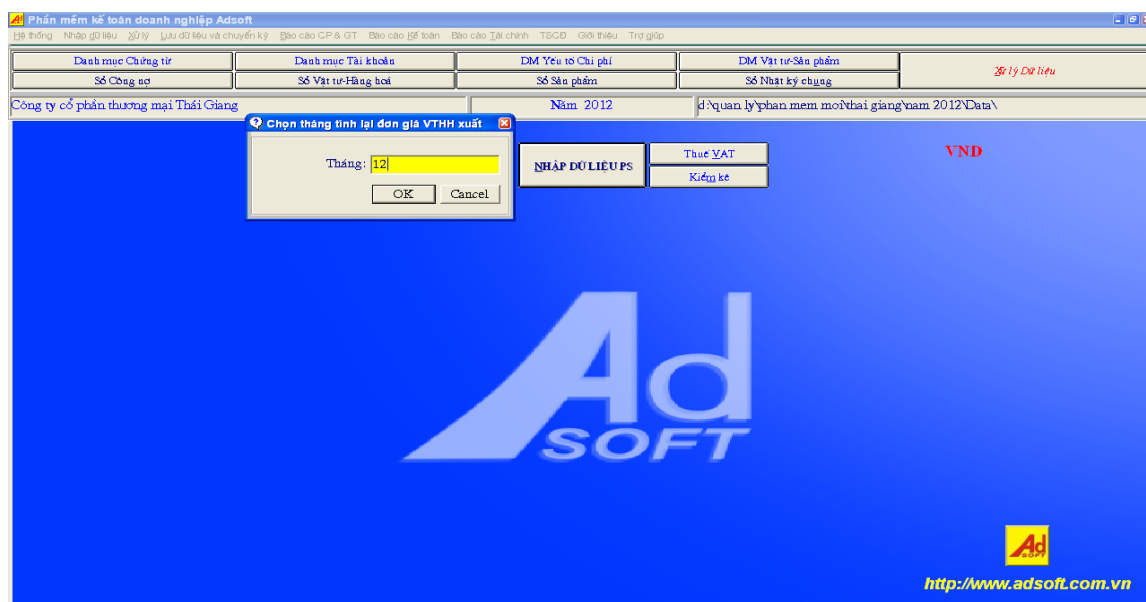 Phần mềm kế toán doanh nghiệp Adsoft
Hệ thống Nhập dữ liệu Xử lý Lưu dữ liệu và chuyển kỳ Báo cáo CP & GT Báo cáo Kế toán Báo cáo Tài chính TSCĐ Giới thiệu Trợ giúp
Danh mục Chứng từ Danh mục Tài khoản DM Yếu tố Chi phí DM Vật tư-Sản phẩm Xử lý Dữ liệu
Sổ Công nợ Sổ Vật tư-Hàng hoá Sổ Sản phẩm Sổ Nhật ký chung
Công ty cổ phần thương mại Thái Giang Năm 2012 d:\quan ly\phan mem moi\thai giang\nam 2012\Data\
Chọn tháng tình lại đơn giá VTHH xuất
Tháng: 12
OK Cancel
NHẬP DỮ LIỆU PS
Thuế VAT
Kiểm kê
VND
Ad
SOFT
Ad
SOFT
http://www.adsoft.com.vn